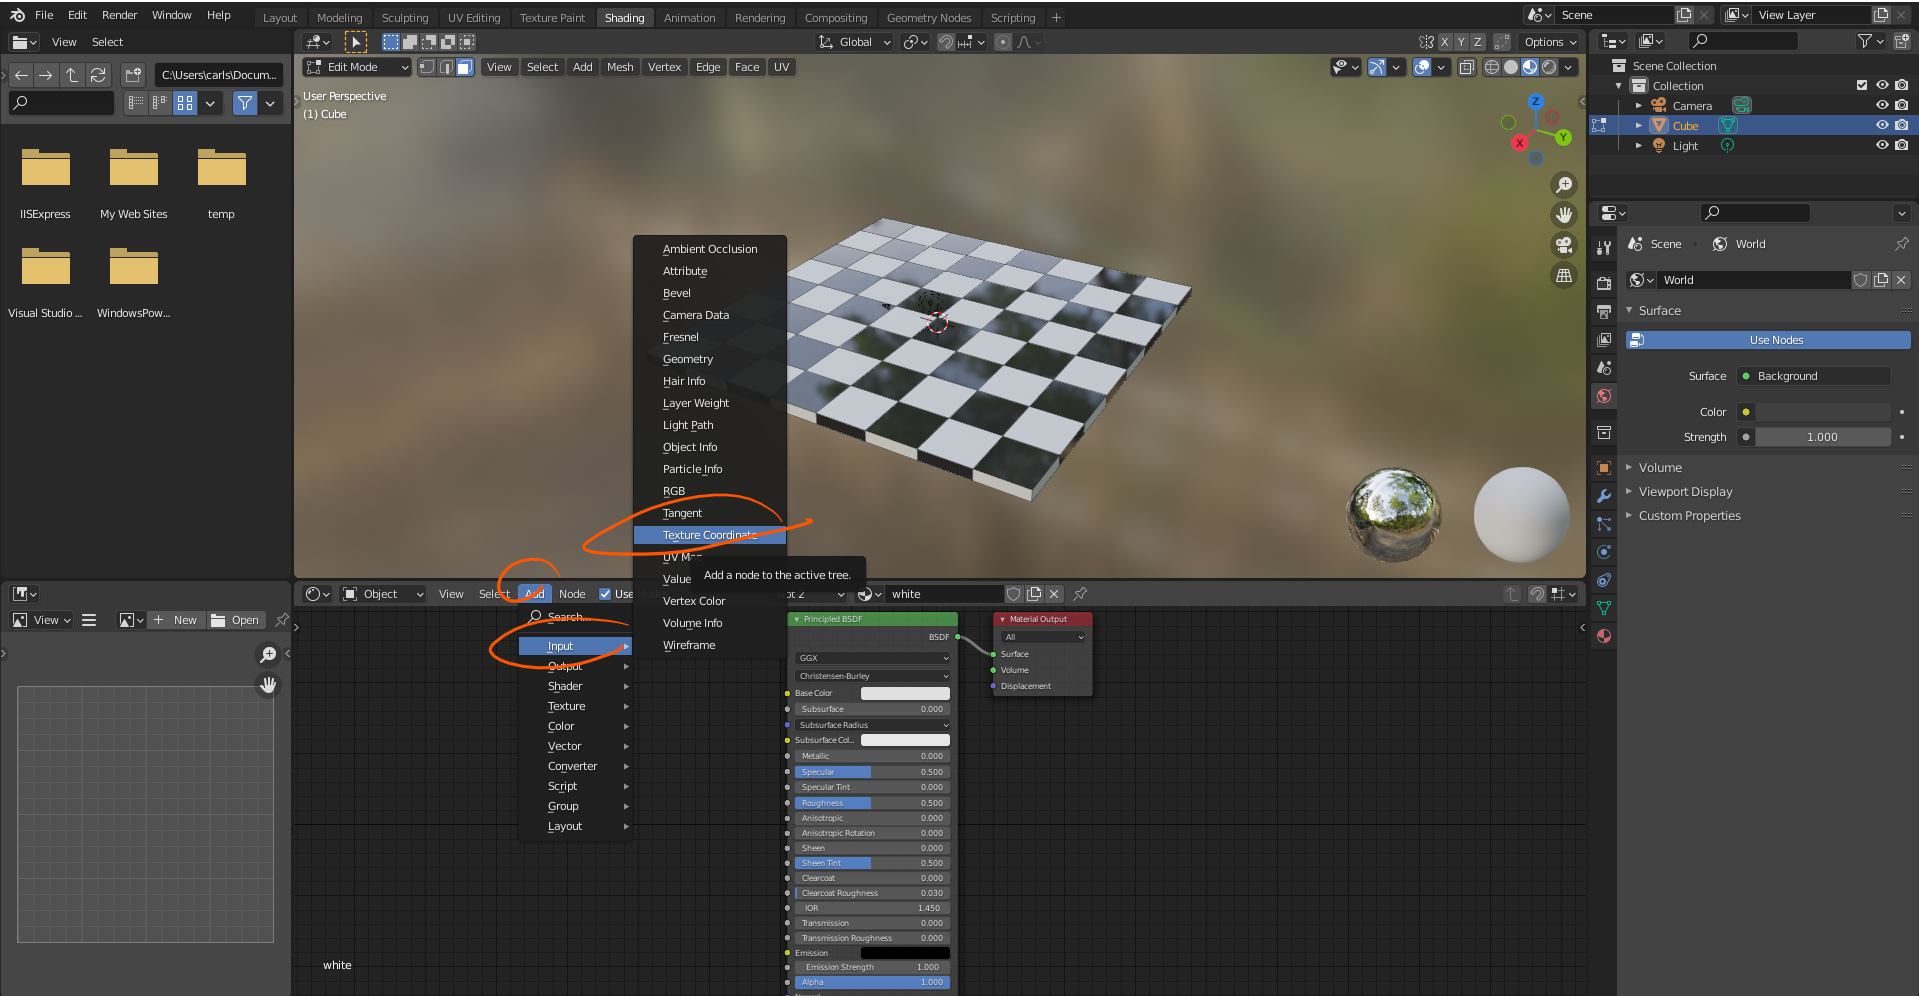 File Edit Render Window Help
Layout Modeling Sculpting UV Editing Texture Paint Shading Animation Rendering Compositing Geometry Nodes Scripting +
Scene
View Layer
View Select
Global
X Y Z
Options
C:\Users\carls\Docum...
Edit Mode
View Select Add Mesh Vertex Edge Face UV
User Perspective
(1) Cube
Z
Y
X
IISExpress
My Web Sites
temp
Visual Studio ...
WindowsPow...
Ambient Occlusion
Attribute
Bevel
Camera Data
Fresnel
Geometry
Hair Info
Layer Weight
Light Path
Object Info
Particle Info
RGB
Tangent
Texture Coordinate
UV Map
Value
Vertex Color
Volume Info
Wireframe
Add a node to the active tree.
Scene Collection
Collection
Camera
Cube
Light
Scene
World
World
Surface
Use Nodes
Surface
Background
Color
Strength
1.000
Volume
Viewport Display
Custom Properties
View
New
Open
Object
View Select Add Node
Use
Slot 2
white
Search...
Input
Output
Shader
Texture
Color
Vector
Converter
Script
Group
Layout
Principled BSDF
BSDF
GGX
Christensen-Burley
Base Color
Subsurface 0.000
Subsurface Radius
Subsurface Col...
Metallic 0.000
Specular 0.500
Specular Tint 0.000
Roughness 0.500
Anisotropic 0.000
Anisotropic Rotation 0.000
Sheen 0.000
Sheen Tint 0.500
Clearcoat 0.000
Clearcoat Roughness 0.030
IOR 1.450
Transmission 0.000
Transmission Roughness 0.000
Emission
Emission Strength 1.000
Alpha 1.000
Material Output
All
Surface
Volume
Displacement
white